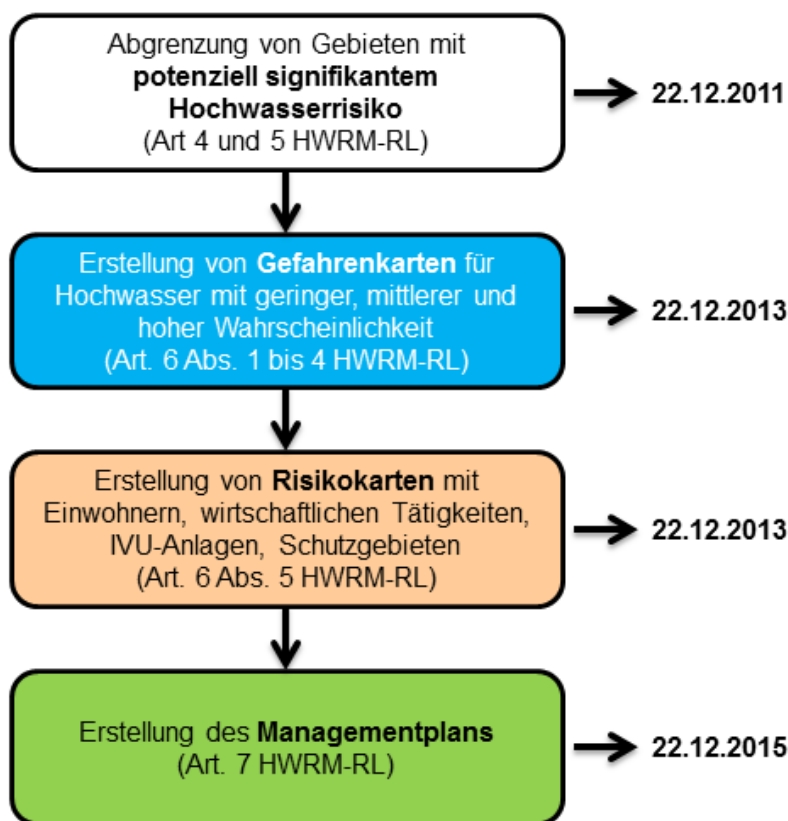 Abgrenzung von Gebieten mit
potenziell signifikantem
Hochwasserrisiko
(Art 4 und 5 HWRM-RL)
22.12.2011
Erstellung von Gefahrenkarten für
Hochwasser mit geringer, mittlerer und
hoher Wahrscheinlichkeit
(Art. 6 Abs. 1 bis 4 HWRM-RL)
22.12.2013
Erstellung von Risikokarten mit
Einwohnern, wirtschaftlichen Tätigkeiten,
IVU-Anlagen, Schutzgebieten
(Art. 6 Abs. 5 HWRM-RL)
22.12.2013
Erstellung des Managementplans
(Art. 7 HWRM-RL)
22.12.2015